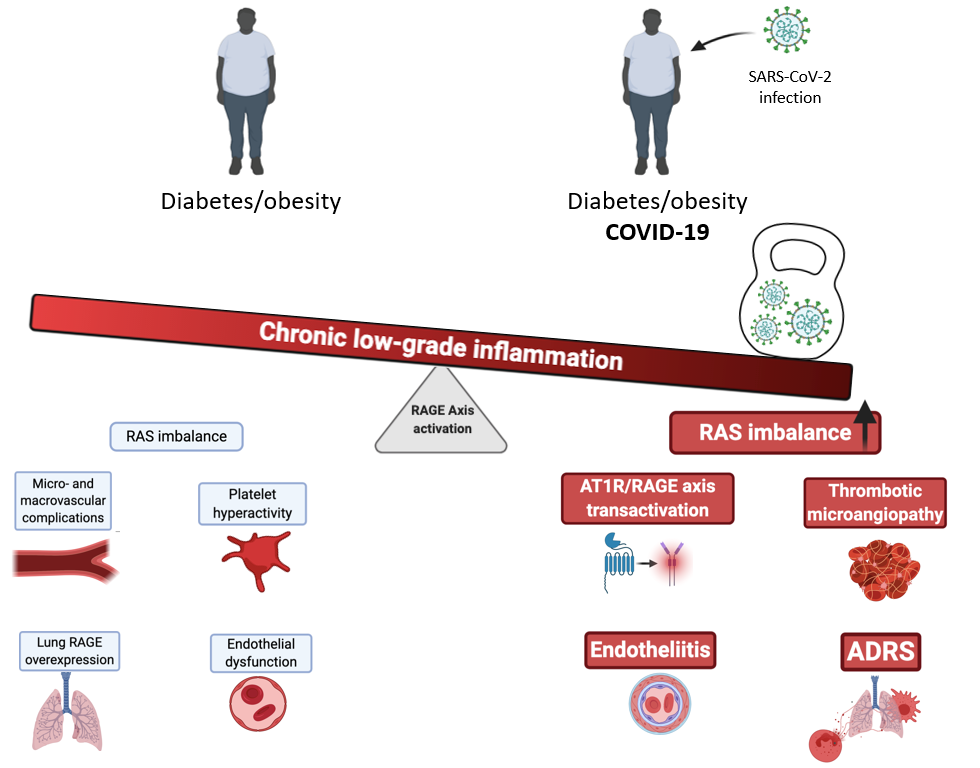 SARS-CoV-2
infection
Diabetes/obesity
Diabetes/obesity
COVID-19
Chronic low-grade inflammation
RAGE Axis
activation
RAS imbalance
RAS imbalance
Micro- and
macrovascular
complications
Platelet
hyperactivity
AT1R/RAGE axis
transactivation
Thrombotic
microangiopathy
Lung RAGE
overexpression
Endothelial
dysfunction
Endotheliitis
ADRS